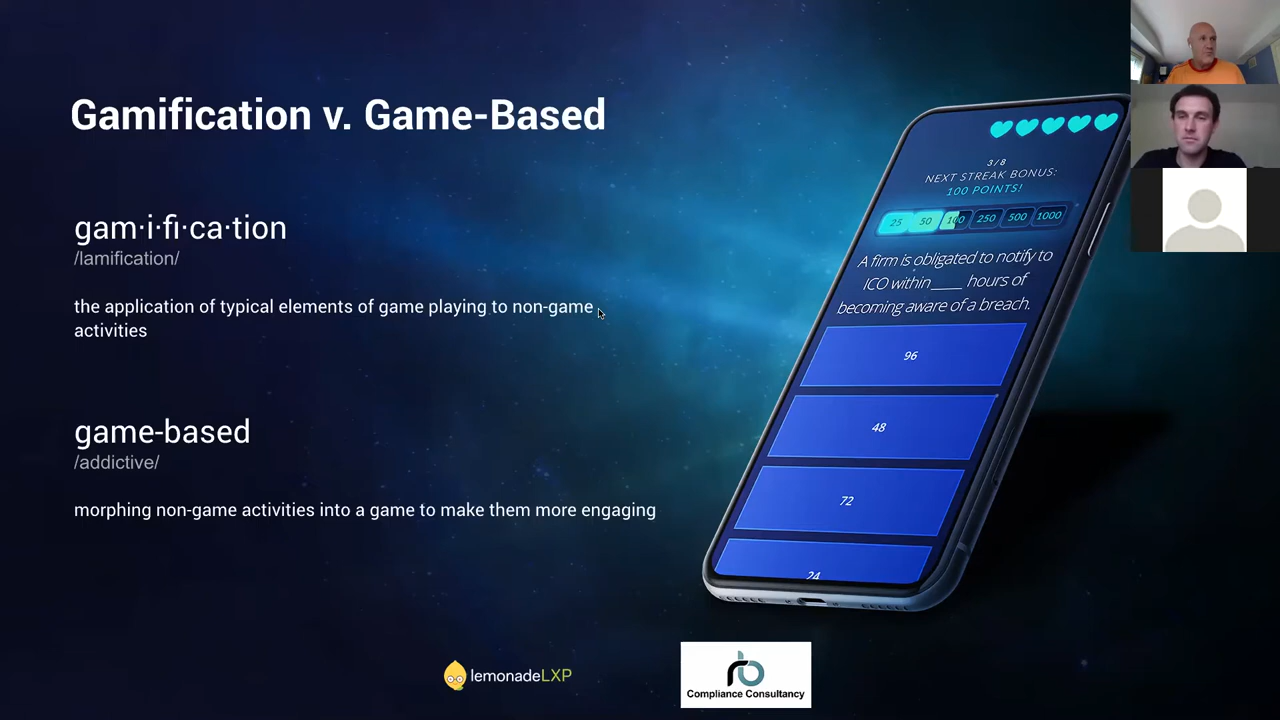 Gamification v. Game-Based
gam·i·fi·ca·tion
/lamification/
the application of typical elements of game playing to non-game
activities
game-based
/addictive/
morphing non-game activities into a game to make them more engaging
3/8
NEXT STREAK BONUS:
100 POINTS!
25 50 100 250 500 1000
A firm is obligated to notify to
ICO within____ hours of
becoming aware of a breach.
96
48
72
24
lemonadeLXP
rb
Compliance Consultancy